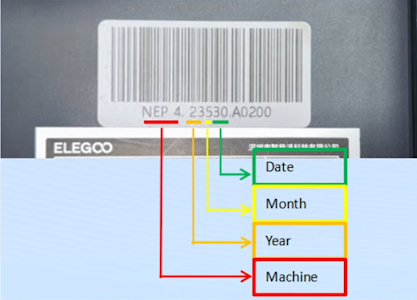 NEP 4. 23530.A0200
ELEGOO
Date
Month
Year
Machine